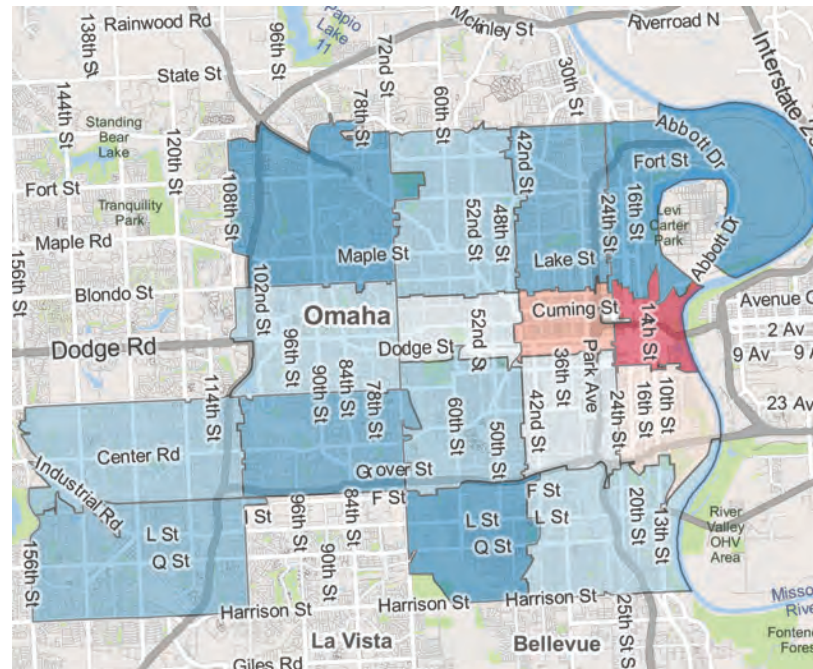 Rainwood Rd
138th St
96th St
Papio
Lake
11
72nd St
McKinley St
Riverroad N
State St
78th St
60th St
30th St
Interstate 29
144th St
Standing
Bear
Lake
120th St
42nd St
Abbott Dr
Fort St
Fort St
108th St
Tranquility
Park
48th St
52nd St
24th St
16th St
Levi
Carter
Park
Abbott Dr
Maple Rd
Maple St
Lake St
156th St
Blondo St
102nd St
Omaha
52nd St
Cuming St
14th St
Avenue G
2 Av
Dodge Rd
Dodge St
9 Av
9 A
96th St
90th St
84th St
78th St
114th St
36th St
Park Ave
60th St
50th St
42nd St
24th St
16th St
10th St
23 Av
Center Rd
Grover St
Industrial Rd
F St
F St
I St
96th St
84th St
L St
Q St
L St
Q St
L St
20th St
13th St
River
Valley
OHV
Area
156th St
90th St
Harrison St
Harrison St
Harrison St
25th St S
Misso
River
La Vista
Bellevue
Fontene
Fores
Giles Rd